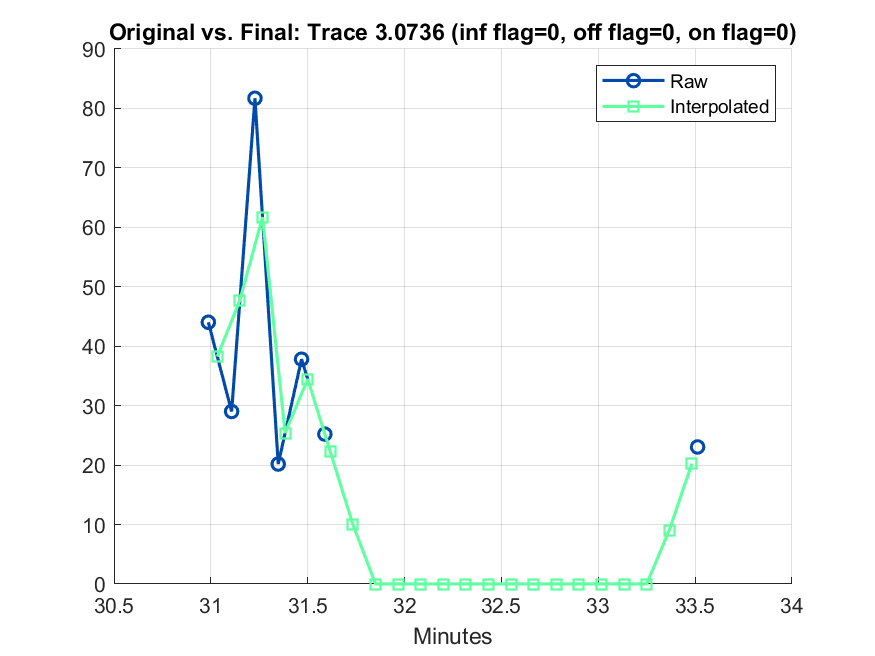 Original vs. Final: Trace 3.0736 (inf flag=0, off flag=0, on flag=0)
90
80
70
60
50
40
30
20
10
0
Raw
Interpolated
30.5 31 31.5 32 32.5 33 33.5 34
Minutes